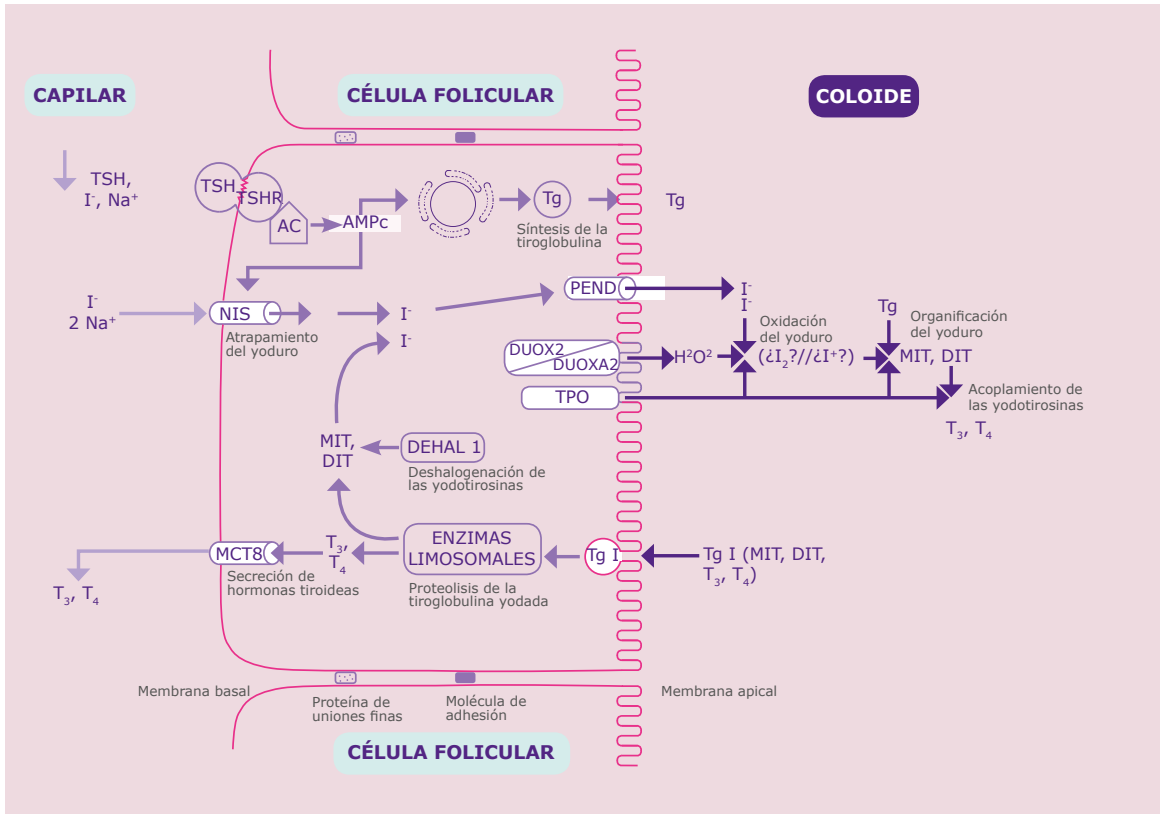 CAPILAR
CÉLULA FOLICULAR
COLOIDE
TSH,
I⁻, Na⁺
TSH
TSHR
AC
AMPc
Tg
Síntesis de la
tiroglobulina
Tg
I⁻
2 Na⁺
NIS
Atrapamiento
del yoduro
I⁻
I⁻
PEND
I⁻
I⁻
DUOX2
DUOXA2
H²O²
Oxidación
del yoduro
(¿I₂?//¿I⁺?)
Tg
Organificación
del yoduro
MIT, DIT
TPO
Acoplamiento de
las yodotirosinas
T₃, T₄
MIT,
DIT
DEHAL 1
Deshalogenación de
las yodotirosinas
MCT8
Secreción de
hormonas tiroideas
T₃, T₄
T₃,
T₄
ENZIMAS
LIMOSOMALES
Proteolisis de la
tiroglobulina yodada
Tg I
Tg I (MIT, DIT,
T₃, T₄)
Membrana basal
Proteína de
uniones finas
Molécula de
adhesión
Membrana apical
CÉLULA FOLICULAR